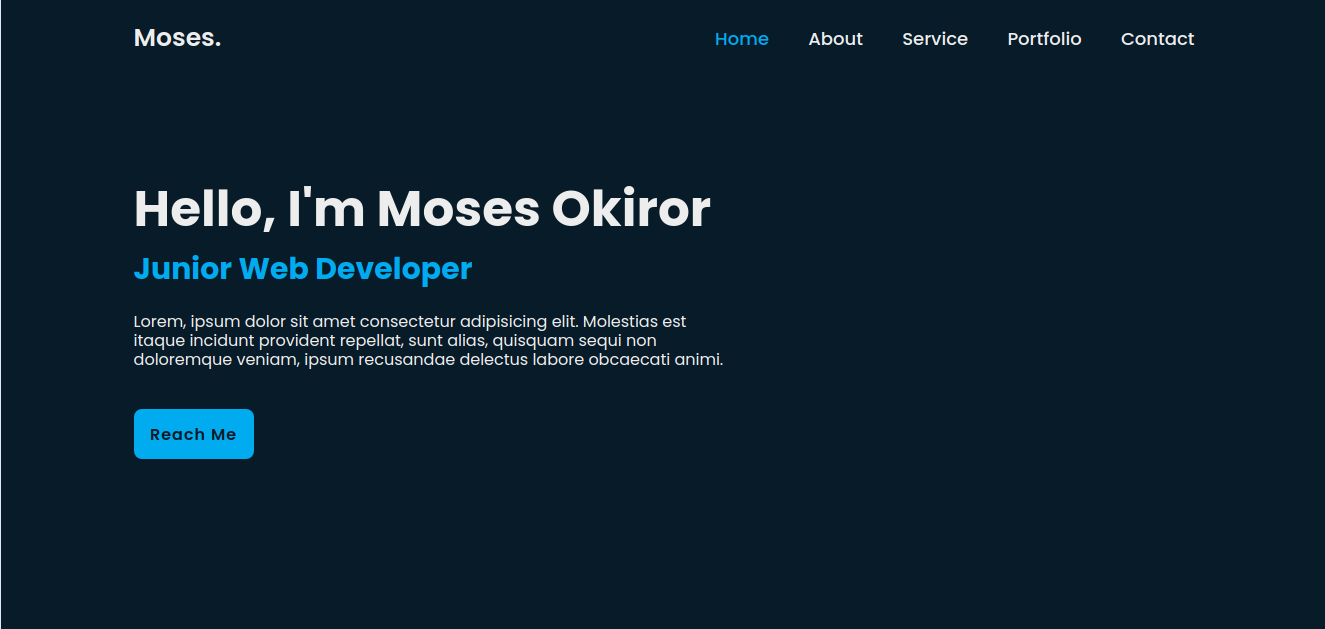 Moses.
Home About Service Portfolio Contact
Hello, I'm Moses Okiror
Junior Web Developer
Lorem, ipsum dolor sit amet consectetur adipisicing elit. Molestias est
itaque incidunt provident repellat, sunt alias, quisquam sequi non
doloremque veniam, ipsum recusandae delectus labore obcaecati animi.
Reach Me